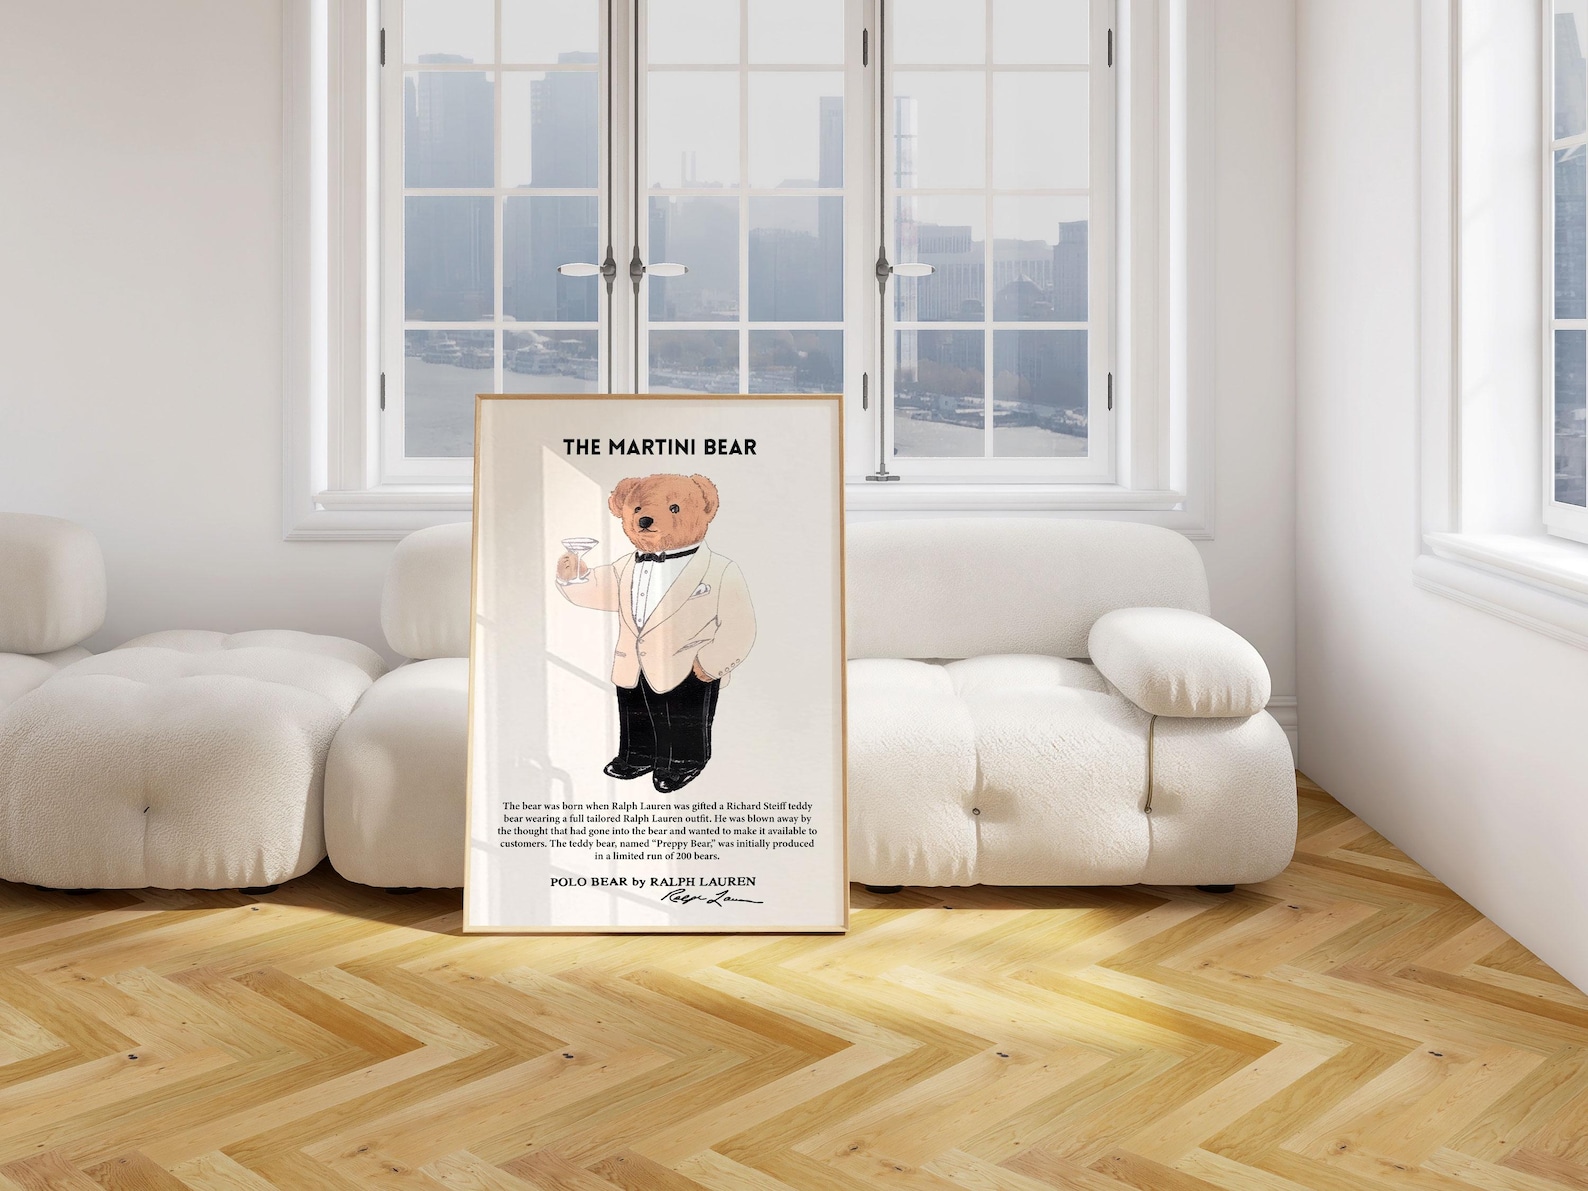 THE MARTINI BEAR
The bear was born when Ralph Lauren was gifted a Richard Steiff teddy
bear wearing a full tailored Ralph Lauren outfit. He was blown away by
the thought that had gone into the bear and wanted to make it available to
customers. The teddy bear, named “Preppy Bear,” was initially produced
in a limited run of 200 bears.
POLO BEAR by RALPH LAUREN
Ralph Lauren